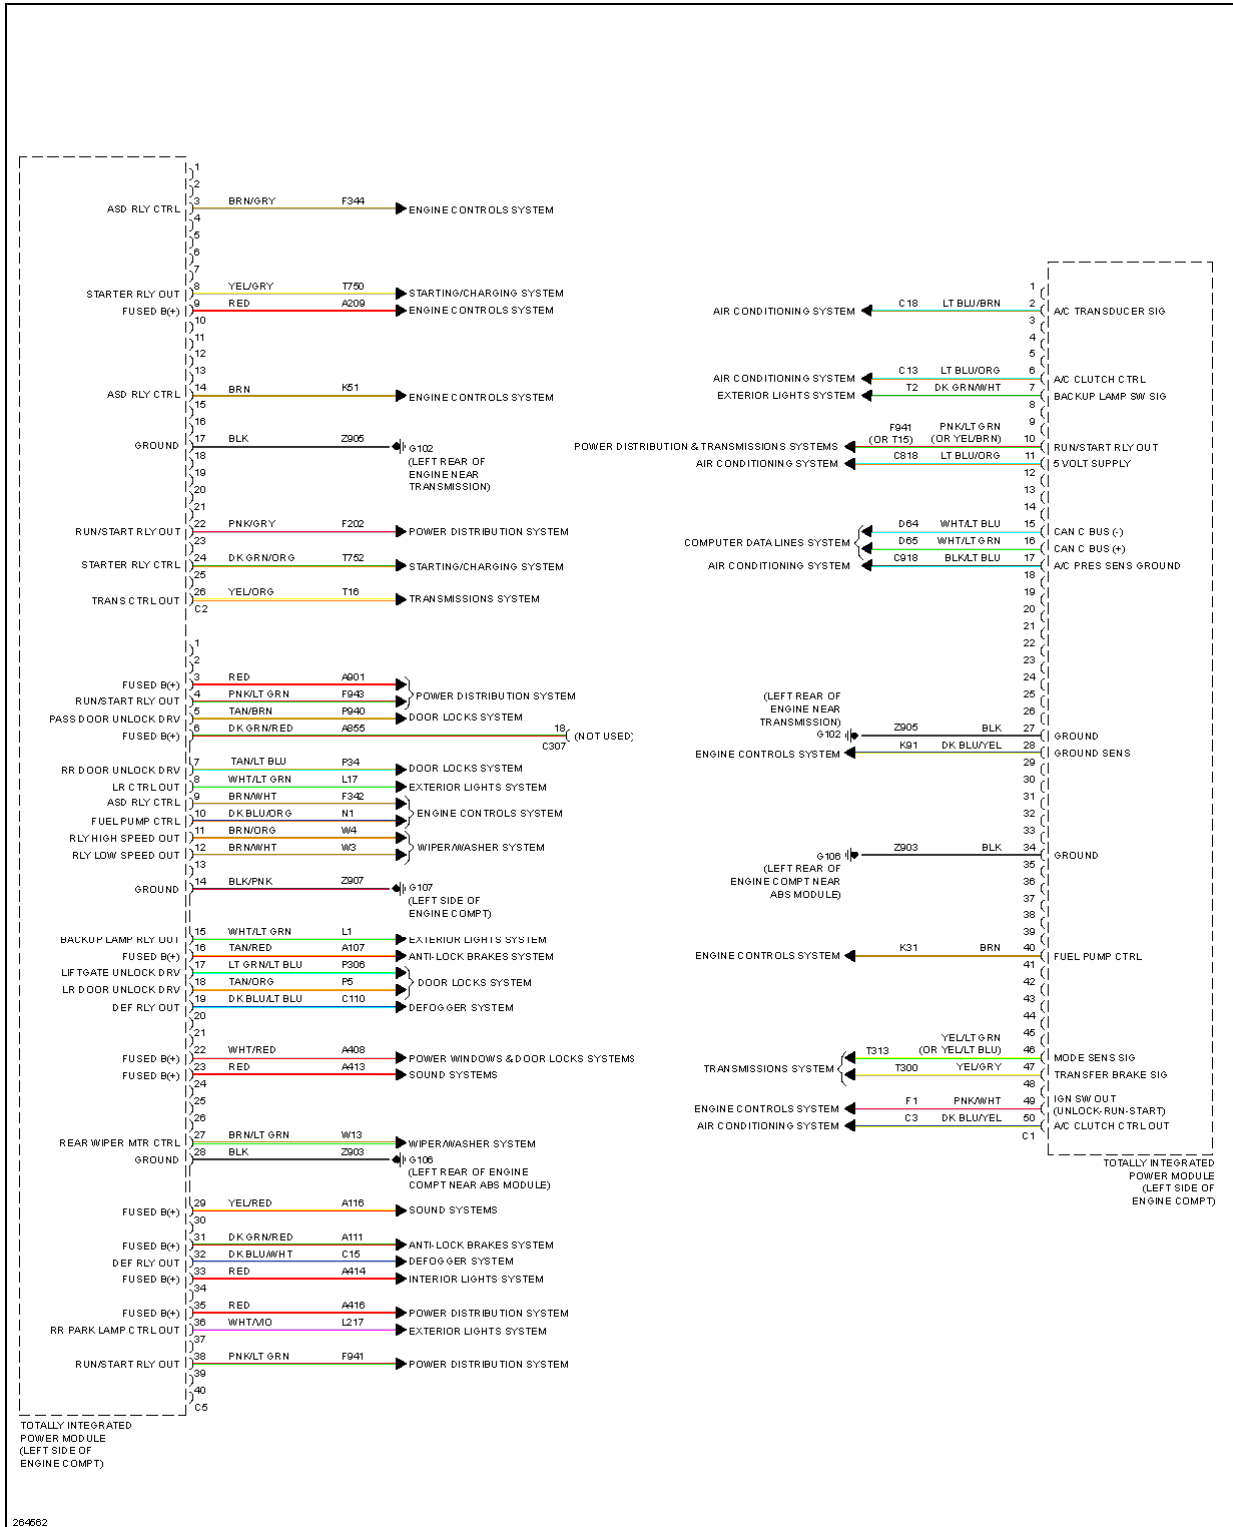 1
2
3 BRN/GRY F344
ASD RLY CTRL ENGINE CONTROLS SYSTEM
4
5
6
7
8 YEL/GRY T750
STARTER RLY OUT STARTING/CHARGING SYSTEM
9 RED A209
FUSED B(+) ENGINE CONTROLS SYSTEM
10
11
12
13
14 BRN K51
ASD RLY CTRL ENGINE CONTROLS SYSTEM
15
16
17 BLK Z905
GROUND G102
(LEFT REAR OF
ENGINE NEAR
TRANSMISSION)
18
19
20
21
22 PNK/GRY F202
RUN/START RLY OUT POWER DISTRIBUTION SYSTEM
23
24 DK GRN/ORG T752
STARTER RLY CTRL STARTING/CHARGING SYSTEM
25
26 YEL/ORG T16
TRANS CTRL OUT TRANSMISSIONS SYSTEM
C2
1
2
3 RED A901
FUSED B(+)
4 PNK/LT GRN F943
RUN/START RLY OUT POWER DISTRIBUTION SYSTEM
5 TAN/BRN P940
PASS DOOR UNLOCK DRV DOOR LOCKS SYSTEM
6 DK GRN/RED A855 18
FUSED B(+) (NOT USED)
C307
7 TAN/LT BLU P34
RR DOOR UNLOCK DRV DOOR LOCKS SYSTEM
8 WHT/LT GRN L17
LR CTRL OUT EXTERIOR LIGHTS SYSTEM
9 BRN/WHT F342
ASD RLY CTRL
10 DK BLU/ORG N1
FUEL PUMP CTRL ENGINE CONTROLS SYSTEM
11 BRN/ORG W4
RLY HIGH SPEED OUT
12 BRN/WHT W3
RLY LOW SPEED OUT WIPER/WASHER SYSTEM
13
14 BLK/PNK Z907
GROUND G107
(LEFT SIDE OF
ENGINE COMPT)
15 WHT/LT GRN L1
BACKUP LAMP RLY OUT EXTERIOR LIGHTS SYSTEM
16 TAN/RED A107
FUSED B(+) ANTI-LOCK BRAKES SYSTEM
17 LT GRN/LT BLU P306
LIFTGATE UNLOCK DRV
18 TAN/ORG P5
LR DOOR UNLOCK DRV DOOR LOCKS SYSTEM
19 DK BLU/LT BLU C110
DEF RLY OUT DEFOGGER SYSTEM
20
21
22 WHT/RED A408
FUSED B(+) POWER WINDOWS & DOOR LOCKS SYSTEMS
23 RED A413
FUSED B(+) SOUND SYSTEMS
24
25
26
27 BRN/LT GRN W13
REAR WIPER MTR CTRL WIPER/WASHER SYSTEM
28 BLK Z903
GROUND G106
(LEFT REAR OF ENGINE
COMPT NEAR ABS MODULE)
29 YEL/RED A116
FUSED B(+) SOUND SYSTEMS
30
31 DK GRN/RED A111
FUSED B(+) ANTI-LOCK BRAKES SYSTEM
32 DK BLU/WHT C15
DEF RLY OUT DEFOGGER SYSTEM
33 RED A414
FUSED B(+) INTERIOR LIGHTS SYSTEM
34
35 RED A416
FUSED B(+) POWER DISTRIBUTION SYSTEM
36 WHT/VIO L217
RR PARK LAMP CTRL OUT EXTERIOR LIGHTS SYSTEM
37
38 PNK/LT GRN F941
RUN/START RLY OUT POWER DISTRIBUTION SYSTEM
39
40
C5
TOTALLY INTEGRATED
POWER MODULE
(LEFT SIDE OF
ENGINE COMPT)
1
C18 LT BLU/BRN 2
AIR CONDITIONING SYSTEM A/C TRANSDUCER SIG
3
4
5
C13 LT BLU/ORG 6
AIR CONDITIONING SYSTEM A/C CLUTCH CTRL
T2 DK GRN/WHT 7
EXTERIOR LIGHTS SYSTEM BACKUP LAMP SW SIG
8
9
F941 PNK/LT GRN
(OR T15) (OR YEL/BRN) 10
POWER DISTRIBUTION & TRANSMISSIONS SYSTEMS RUN/START RLY OUT
C818 LT BLU/ORG 11
AIR CONDITIONING SYSTEM 5 VOLT SUPPLY
12
13
14
D64 WHT/LT BLU 15
CAN C BUS (-)
COMPUTER DATA LINES SYSTEM
D65 WHT/LT GRN 16
CAN C BUS (+)
C918 BLK/LT BLU 17
AIR CONDITIONING SYSTEM A/C PRES SENS GROUND
18
19
20
21
22
23
24
25
26
(LEFT REAR OF
ENGINE NEAR
TRANSMISSION)
Z905 BLK 27
G102 GROUND
K91 DK BLU/YEL 28
ENGINE CONTROLS SYSTEM GROUND SENS
29
30
31
32
33
Z903 BLK 34
G106 GROUND
(LEFT REAR OF
ENGINE COMPT NEAR
ABS MODULE)
35
36
37
38
39
K31 BRN 40
ENGINE CONTROLS SYSTEM FUEL PUMP CTRL
41
42
43
44
45
YEL/LT GRN
T313 (OR YEL/LT BLU) 46
MODE SENS SIG
TRANSMISSIONS SYSTEM
T300 YEL/GRY 47
TRANSFER BRAKE SIG
48
F1 PNK/WHT 49
ENGINE CONTROLS SYSTEM IGN SW OUT
(UNLOCK-RUN-START)
C3 DK BLU/YEL 50
AIR CONDITIONING SYSTEM A/C CLUTCH CTRL OUT
C1
TOTALLY INTEGRATED
POWER MODULE
(LEFT SIDE OF
ENGINE COMPT)
264562